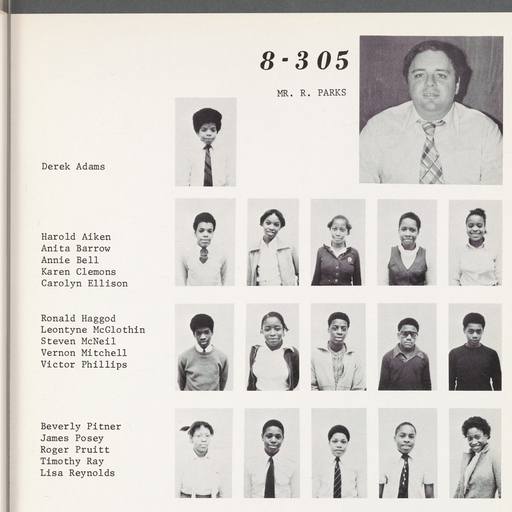 8-305
MR. R. PARKS
Derek Adams
Harold Aiken
Anita Barrow
Annie Bell
Karen Clemons
Carolyn Ellison
Ronald Haggod
Leontyne McGlothin
Steven McNeil
Vernon Mitchell
Victor Phillips
Beverly Pitner
James Posey
Roger Pruitt
Timothy Ray
Lisa Reynolds